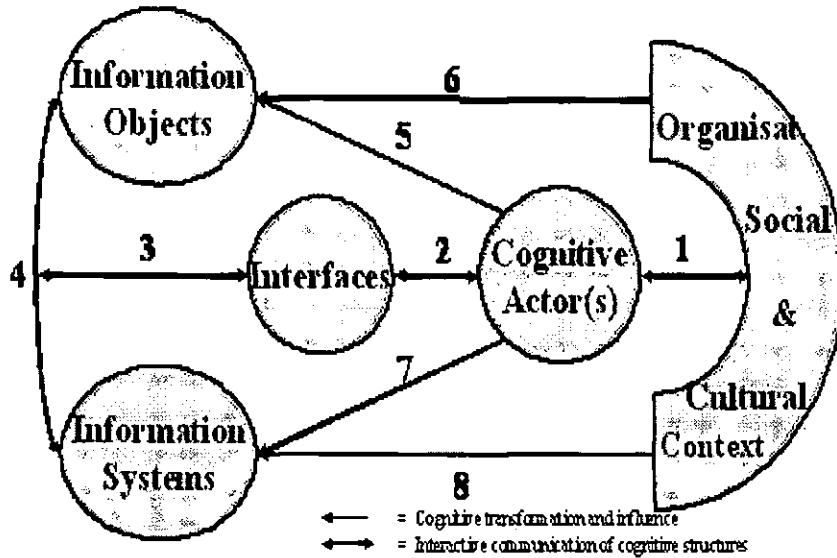 Information
Objects
6
Organisat.
5
Social
3
Interfaces
2
Cognitive
Actor(s)
1
4
&
7
Cultural
Context
Information
Systems
8
= Cognitive transformation and influence
= Interactive communication of cognitive structures